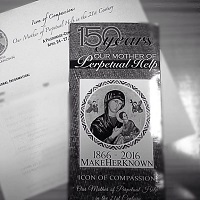 Icon of Compassion:
Our Mother of Perpetual Help in the 21st Century
150 years
OUR MOTHER OF
Perpetual Help
1866 - 2016
MAKEHERKNOWN
ICON OF COMPASSION
Our Mother of Perpetual Help
in the 21st Century